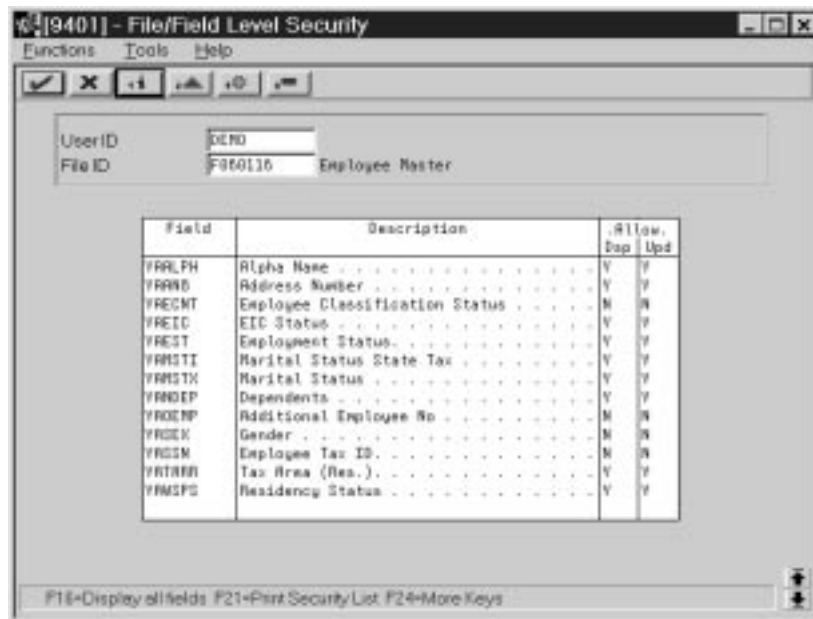 [9401] - File/Field Level Security
Functions Tools Help
User ID DEMO
File ID F060116 Employee Master
Field Description .Allow.
Dsp Upd
YAALPH Alpha Name . . . . . . . . . . . . . . . Y Y
YAAN8 Address Number . . . . . . . . . . . . . Y Y
YAECNT Employee Classification Status . . . . . N N
YAEIC EIC Status . . . . . . . . . . . . . . . Y Y
YAEST Employment Status. . . . . . . . . . . . Y Y
YAMSTI Marital Status State Tax . . . . . . . . Y Y
YAMSTX Marital Status . . . . . . . . . . . . . Y Y
YANDEP Dependents . . . . . . . . . . . . . . . Y Y
YAOEMP Additional Employee No . . . . . . . . . N N
YASEX Gender . . . . . . . . . . . . . . . . . N N
YASSN Employee Tax ID. . . . . . . . . . . . . N N
YATARR Tax Area (Res.). . . . . . . . . . . . . Y Y
YAWSPS Residency Status . . . . . . . . . . . . Y Y
F16=Display all fields F21=Print Security List F24=More Keys